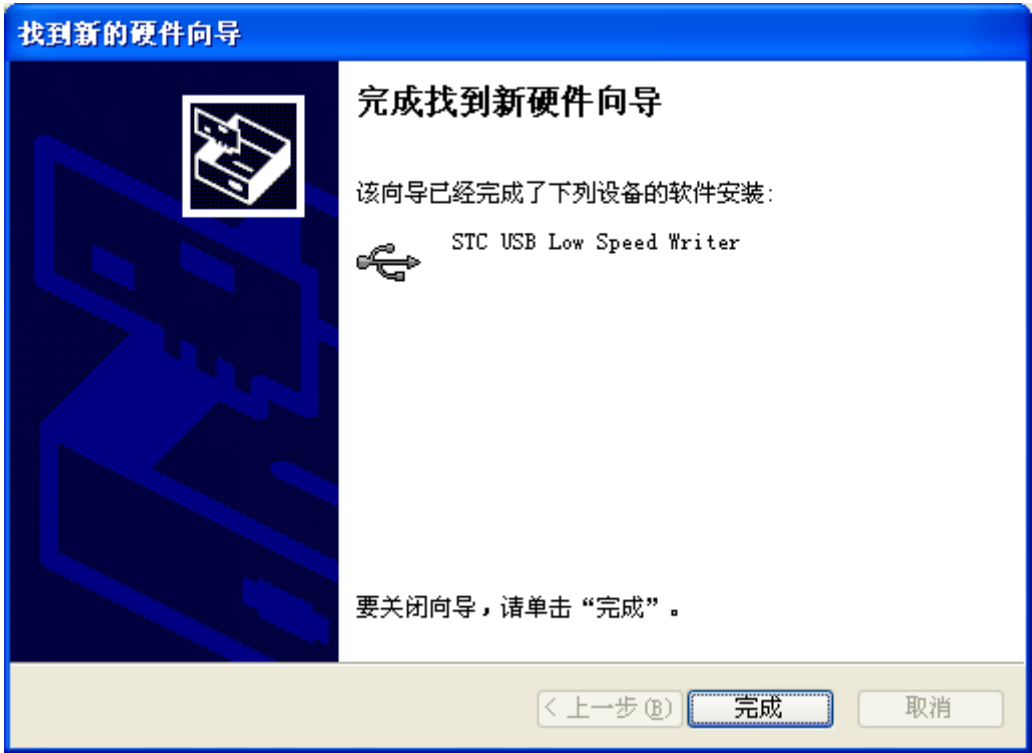 找到新的硬件向导
完成找到新硬件向导
该向导已经完成了下列设备的软件安装:
STC USB Low Speed Writer
要关闭向导，请单击“完成”。
< 上一步(B)
完成
取消